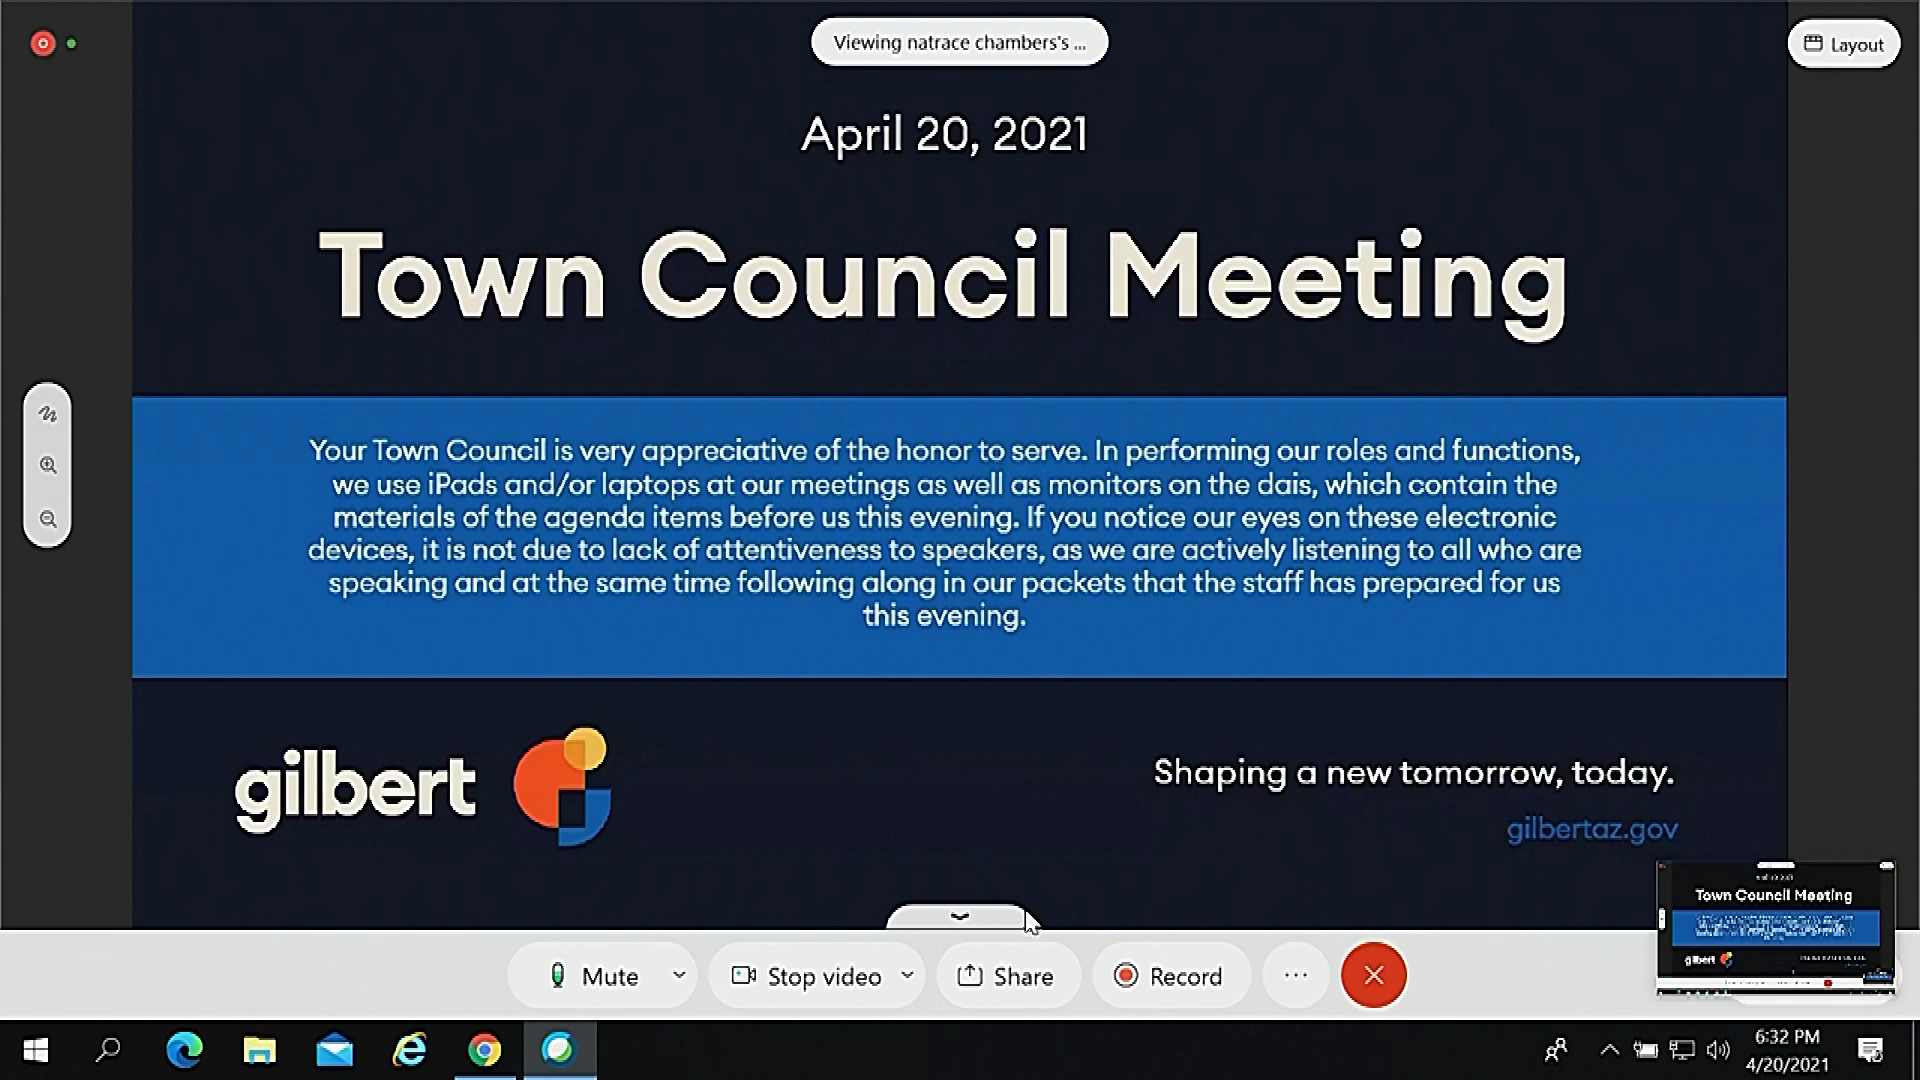 Viewing natrace chambers's ...
Layout
April 20, 2021
Town Council Meeting
Your Town Council is very appreciative of the honor to serve. In performing our roles and functions,
we use iPads and/or laptops at our meetings as well as monitors on the dais, which contain the
materials of the agenda items before us this evening. If you notice our eyes on these electronic
devices, it is not due to lack of attentiveness to speakers, as we are actively listening to all who are
speaking and at the same time following along in our packets that the staff has prepared for us
this evening.
gilbert
Shaping a new tomorrow, today.
gilbertaz.gov
Town Council Meeting
gilbert
Mute
Stop video
Share
Record
6:32 PM
4/20/2021